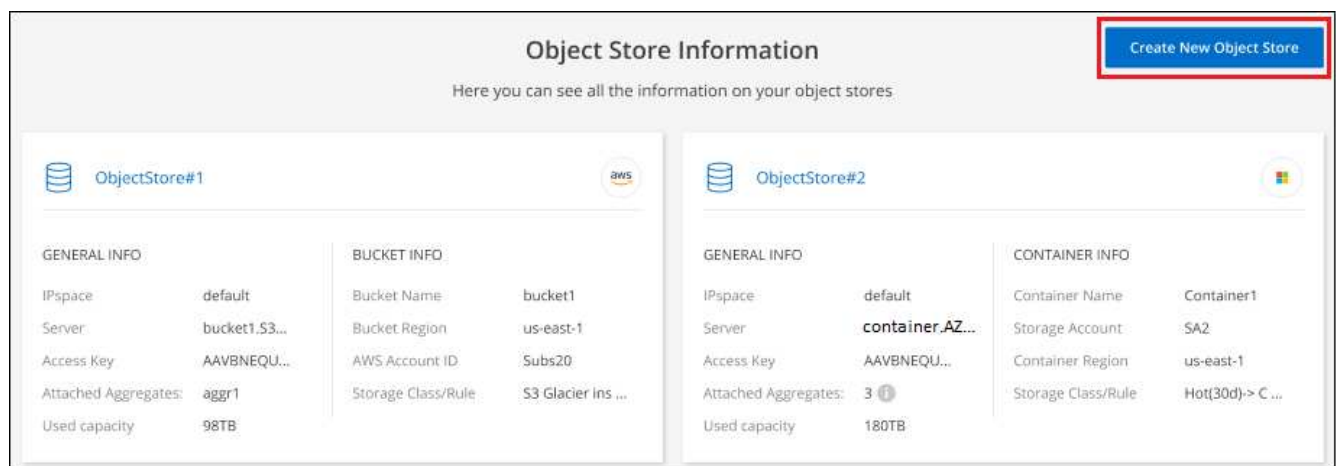 Object Store Information
Create New Object Store
Here you can see all the information on your object stores
ObjectStore#1
aws
GENERAL INFO
IPspace default
Server bucket1.S3...
Access Key AAVBNEQU...
Attached Aggregates: aggr1
Used capacity 98TB
BUCKET INFO
Bucket Name bucket1
Bucket Region us-east-1
AWS Account ID Subs20
Storage Class/Rule S3 Glacier ins ...
ObjectStore#2
GENERAL INFO
IPspace default
Server container.AZ...
Access Key AAVBNEQU...
Attached Aggregates: 3 i
Used capacity 180TB
CONTAINER INFO
Container Name Container1
Storage Account SA2
Container Region us-east-1
Storage Class/Rule Hot(30d)-> C ...